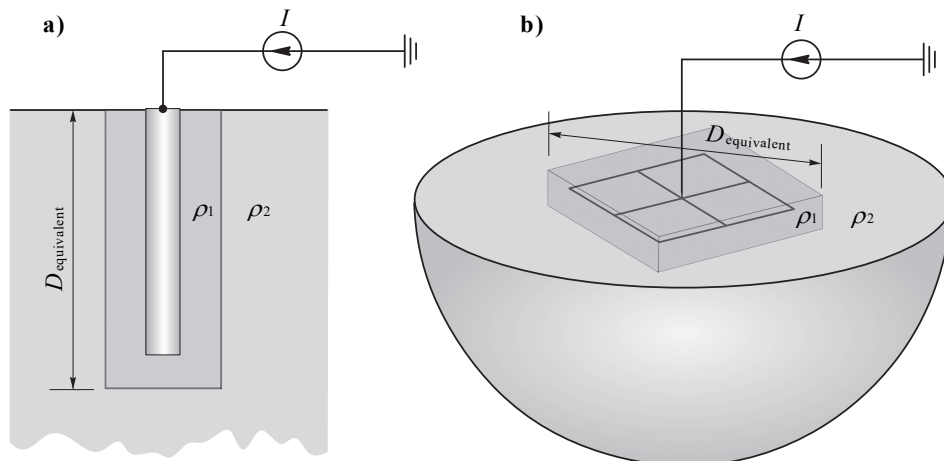 a)
I
D equivalent
ρ1
ρ2
b)
I
D equivalent
ρ1
ρ2